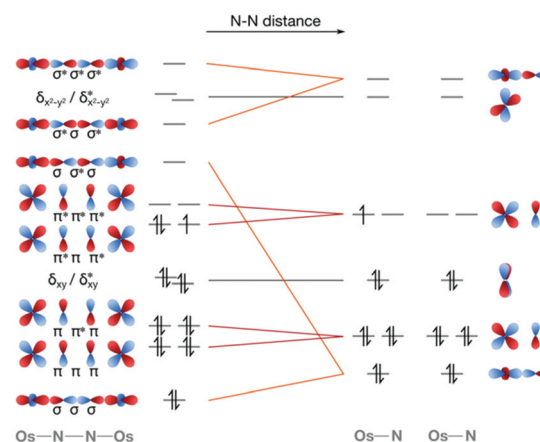 N-N distance
σ* σ* σ*
δx²-y² / δ*x²-y²
σ* σ σ*
σ σ* σ
π* π* π*
π* π π*
δxy / δ*xy
π π* π
π π π
σ σ σ
Os—N—N—Os
Os—N
Os—N